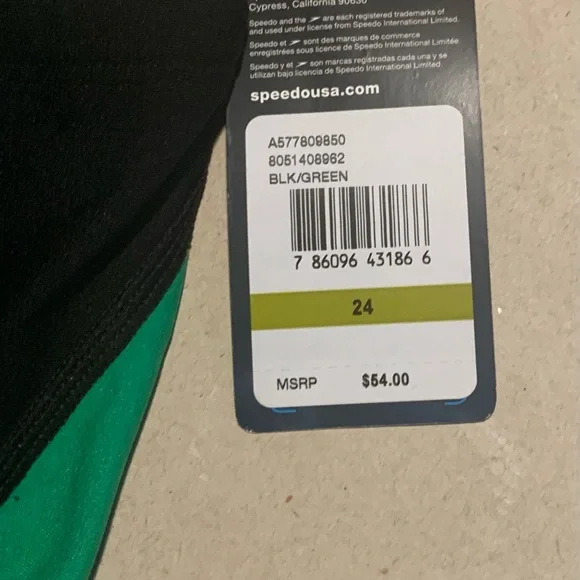 Cypress, California 90630
Speedo and the are each registered trademarks of
and used under license from Speedo International Limited.
Speedo et sont des marques de commerce
enregistrées sous licence de Speedo International Limitée.
Speedo y el son marcas registradas cada una y se
utilizan bajo licencia de Speedo International Limited.
speedousa.com
A577809850
8051408962
BLK/GREEN
7 86096 43186 6
24
MSRP $54.00